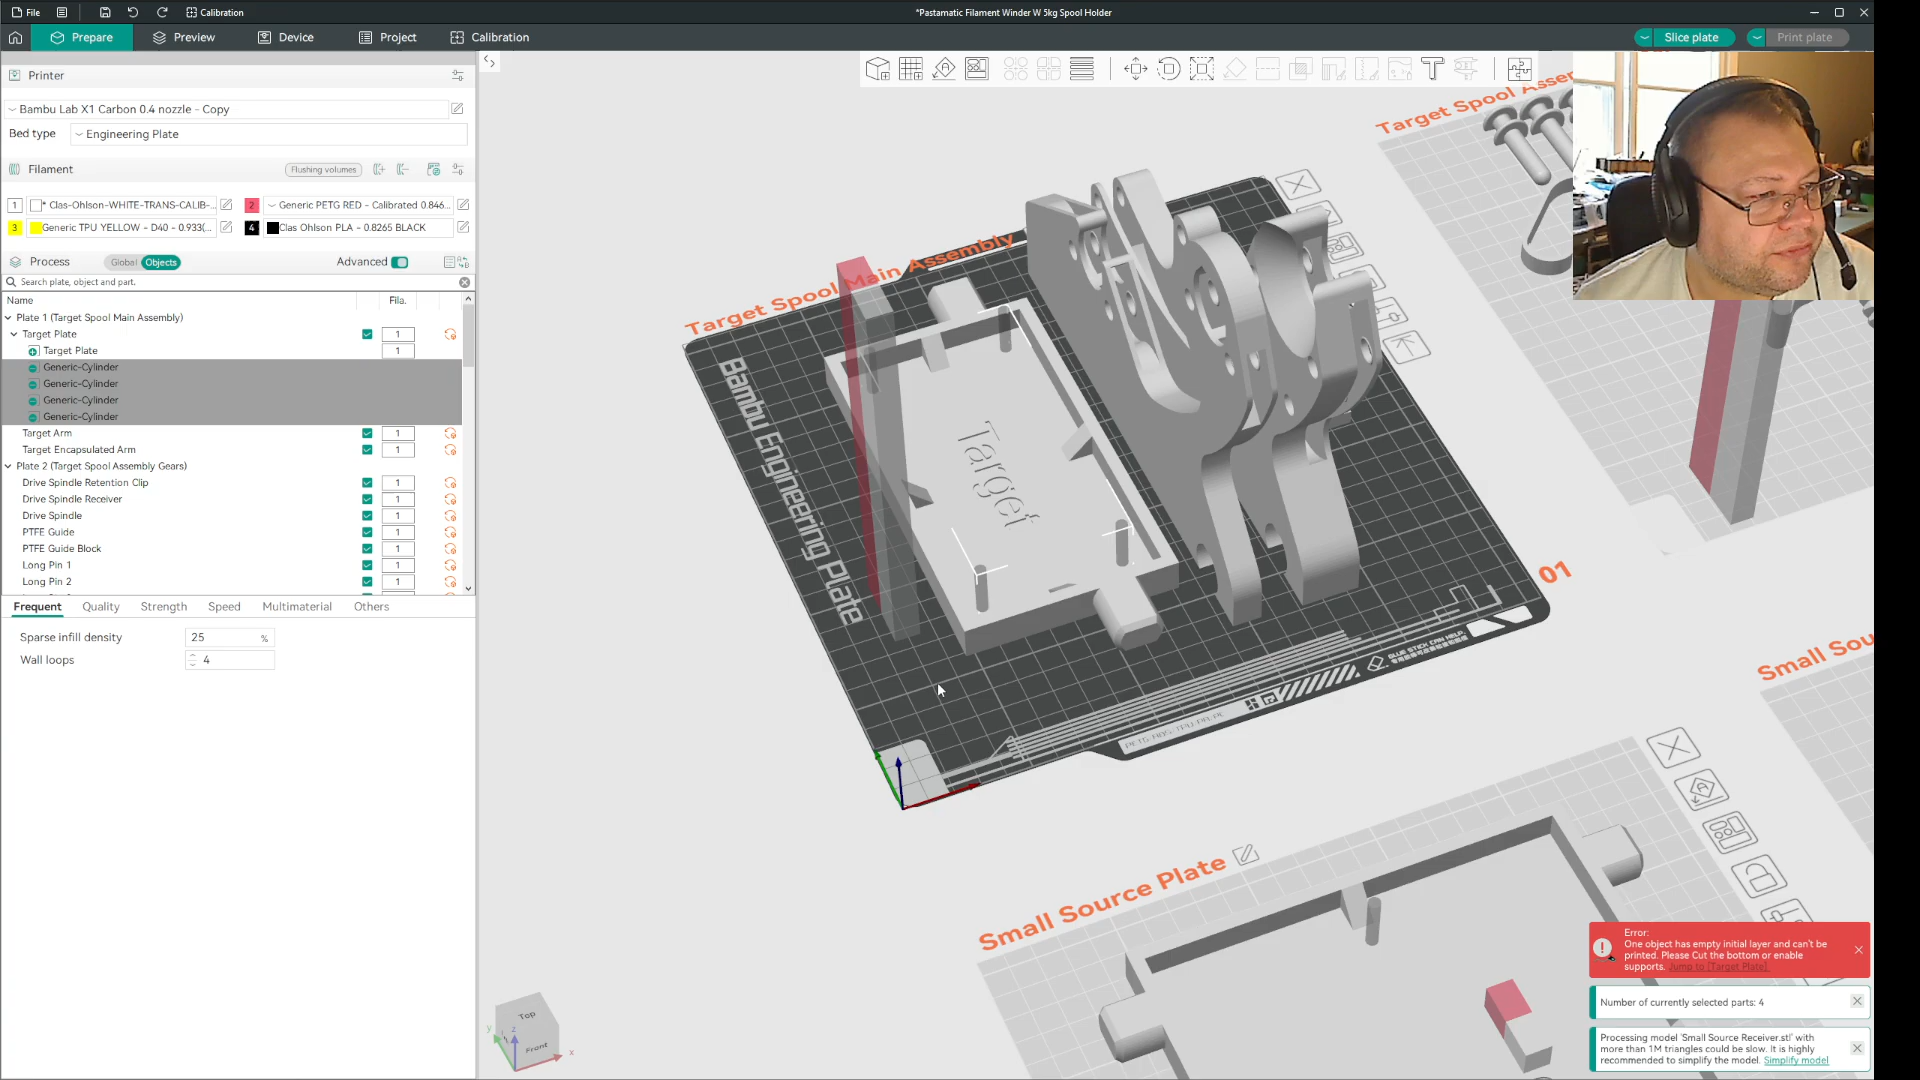 File
Calibration
*Pastamatic Filament Winder W 5kg Spool Holder
Prepare
Preview
Device
Project
Calibration
Slice plate
Print plate
Printer
Bambu Lab X1 Carbon 0.4 nozzle - Copy
Bed type
Engineering Plate
Filament
Flushing volumes
1 * Clas-Ohlson-WHITE-TRANS-CALIB-...
2 Generic PETG RED - Calibrated 0.846...
3 Generic TPU YELLOW - D40 - 0.933(...
4 Clas Ohlson PLA - 0.8265 BLACK
Process
Global
Objects
Advanced
Search plate, object and part.
Name
Fila.
Plate 1 (Target Spool Main Assembly)
Target Plate 1
Target Plate 1
Generic-Cylinder
Generic-Cylinder
Generic-Cylinder
Generic-Cylinder
Target Arm 1
Target Encapsulated Arm 1
Plate 2 (Target Spool Assembly Gears)
Drive Spindle Retention Clip 1
Drive Spindle Receiver 1
Drive Spindle 1
PTFE Guide 1
PTFE Guide Block 1
Long Pin 1 1
Long Pin 2 1
Frequent
Quality
Strength
Speed
Multimaterial
Others
Sparse infill density 25 %
Wall loops 4
Target Spool Main Assembly
Target Spool Asser
Bambu Engineering Plate
Target
01
GLUE STICK CAN HELP.
Small Sou
Small Source Plate
Top
Front
x
y
z
Error:
One object has empty initial layer and can't be
printed. Please Cut the bottom or enable
supports. Jump to [Target Plate]
Number of currently selected parts: 4
Processing model 'Small Source Receiver.stl' with
more than 1M triangles could be slow. It is highly
recommended to simplify the model. Simplify model